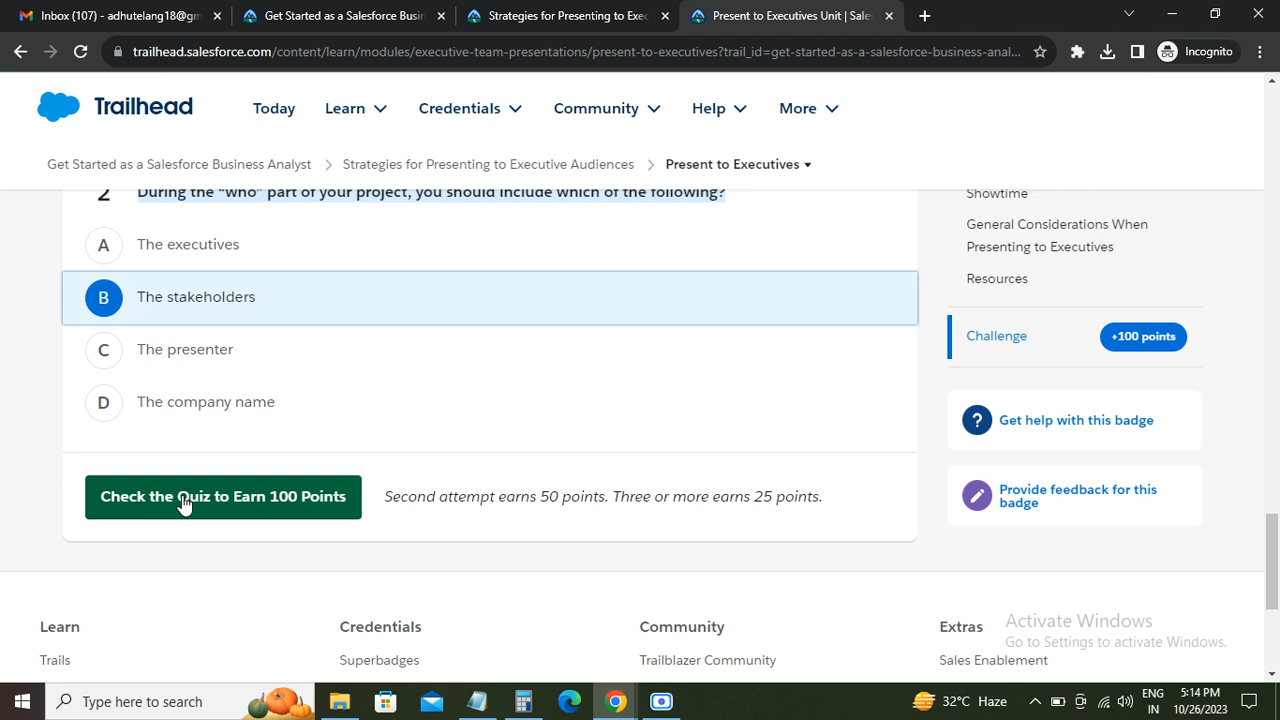 Inbox (107) - adhutelang18@gm
Get Started as a Salesforce Busin
Strategies for Presenting to Exec
Present to Executives Unit | Sales
trailhead.salesforce.com/content/learn/modules/executive-team-presentations/present-to-executives?trail_id=get-started-as-a-salesforce-business-anal...
Incognito
Trailhead
Today
Learn
Credentials
Community
Help
More
Get Started as a Salesforce Business Analyst
Strategies for Presenting to Executive Audiences
Present to Executives
2
During the "who" part of your project, you should include which of the following?
A
The executives
B
The stakeholders
C
The presenter
D
The company name
Check the Quiz to Earn 100 Points
Second attempt earns 50 points. Three or more earns 25 points.
Showtime
General Considerations When
Presenting to Executives
Resources
Challenge
+100 points
?
Get help with this badge
Provide feedback for this
badge
Learn
Credentials
Community
Extras
Trails
Superbadges
Trailblazer Community
Sales Enablement
Activate Windows
Go to Settings to activate Windows.
Type here to search
32°C Haze
ENG
IN
5:14 PM
10/26/2023